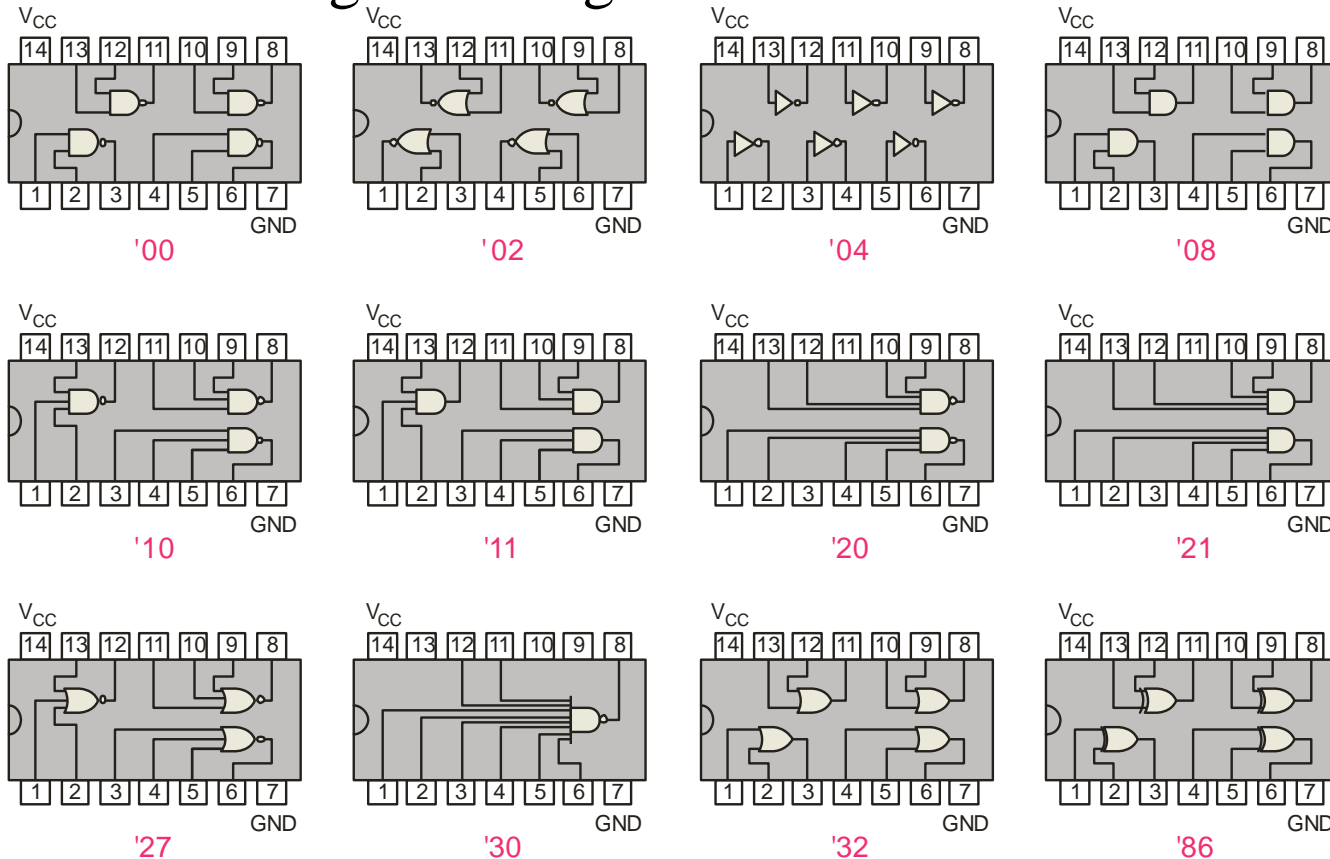 VCC VCC VCC VCC
14 13 12 11 10 9 8 14 13 12 11 10 9 8 14 13 12 11 10 9 8 14 13 12 11 10 9 8
1 2 3 4 5 6 7 1 2 3 4 5 6 7 1 2 3 4 5 6 7 1 2 3 4 5 6 7
GND GND GND GND
'00 '02 '04 '08
VCC VCC VCC VCC
14 13 12 11 10 9 8 14 13 12 11 10 9 8 14 13 12 11 10 9 8 14 13 12 11 10 9 8
1 2 3 4 5 6 7 1 2 3 4 5 6 7 1 2 3 4 5 6 7 1 2 3 4 5 6 7
GND GND GND GND
'10 '11 '20 '21
VCC VCC VCC VCC
14 13 12 11 10 9 8 14 13 12 11 10 9 8 14 13 12 11 10 9 8 14 13 12 11 10 9 8
1 2 3 4 5 6 7 1 2 3 4 5 6 7 1 2 3 4 5 6 7 1 2 3 4 5 6 7
GND GND GND GND
'27 '30 '32 '86